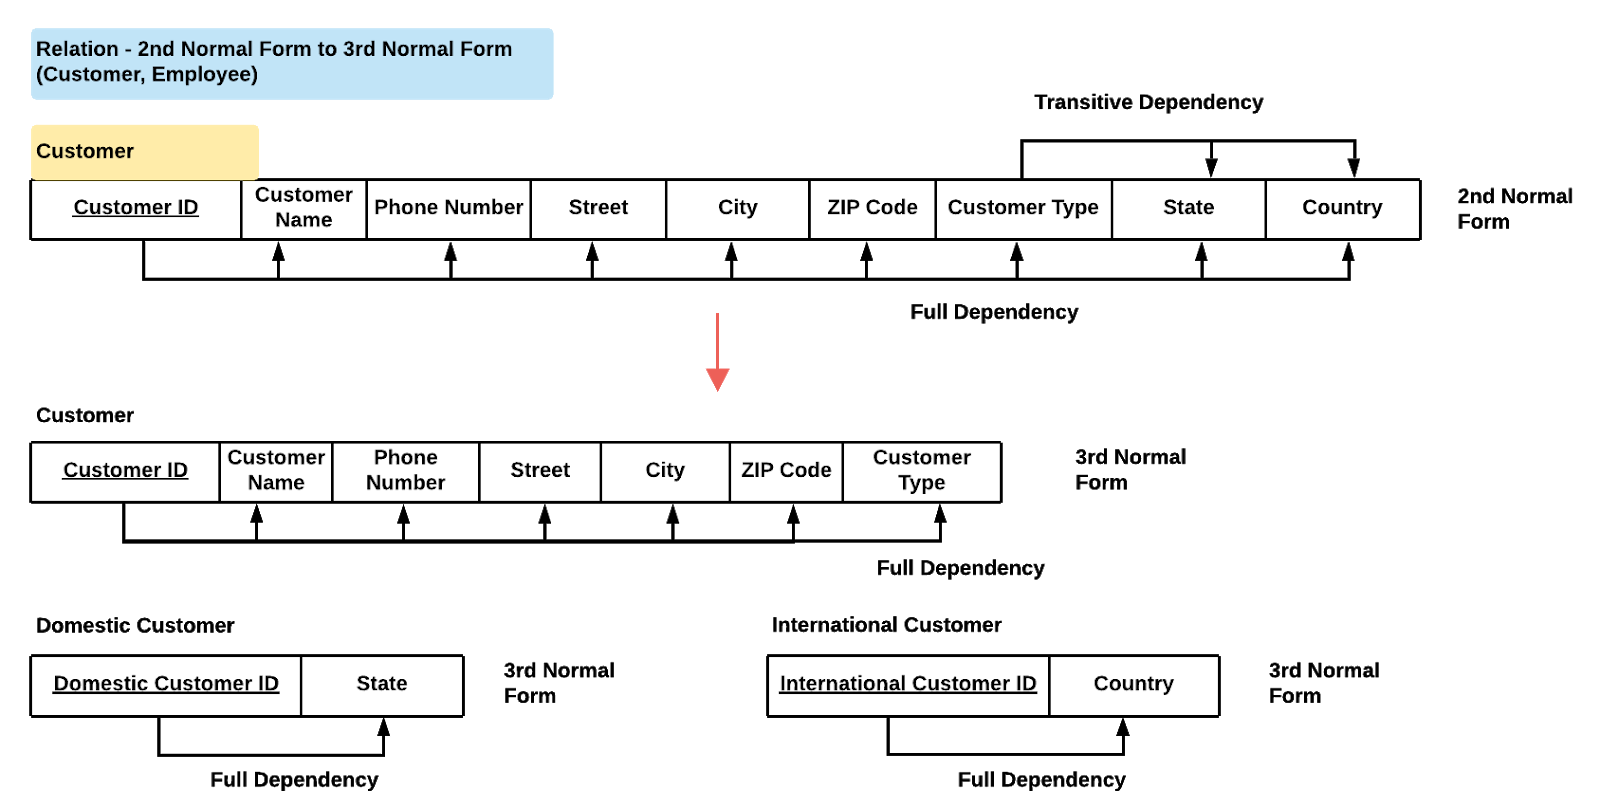 Relation - 2nd Normal Form to 3rd Normal Form
(Customer, Employee)
Transitive Dependency
Customer
Customer ID
Customer
Name
Phone Number
Street
City
ZIP Code
Customer Type
State
Country
2nd Normal
Form
Full Dependency
Customer
Customer ID
Customer
Name
Phone
Number
Street
City
ZIP Code
Customer
Type
3rd Normal
Form
Full Dependency
Domestic Customer
Domestic Customer ID
State
3rd Normal
Form
Full Dependency
International Customer
International Customer ID
Country
3rd Normal
Form
Full Dependency